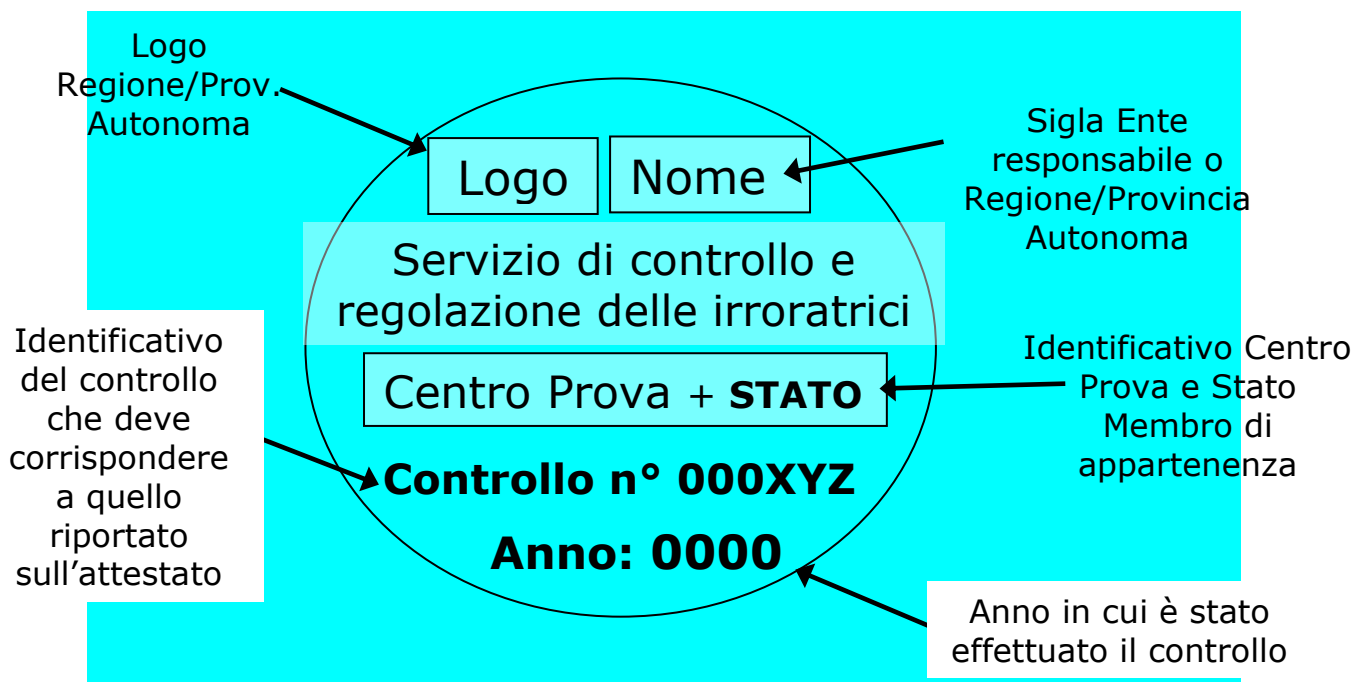 Logo
Regione/Prov.
Autonoma
Sigla Ente
responsabile o
Regione/Provincia
Autonoma
Logo
Nome
Servizio di controllo e
regolazione delle irroratrici
Identificativo
del controllo
che deve
corrispondere
a quello
riportato
sull’attestato
Centro Prova + STATO
Identificativo Centro
Prova e Stato
Membro di
appartenenza
Controllo n° 000XYZ
Anno: 0000
Anno in cui è stato
effettuato il controllo